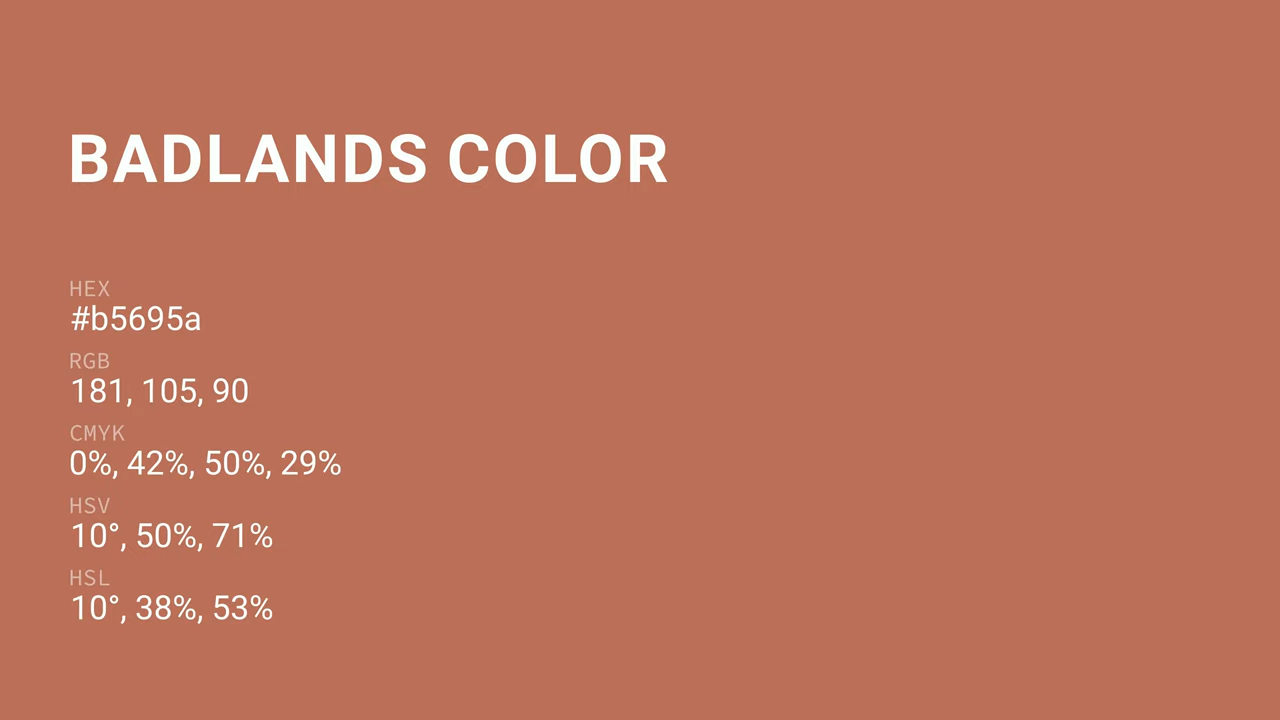 BADLANDS COLOR
HEX
#b5695a
RGB
181, 105, 90
CMYK
0%, 42%, 50%, 29%
HSV
10°, 50%, 71%
HSL
10°, 38%, 53%